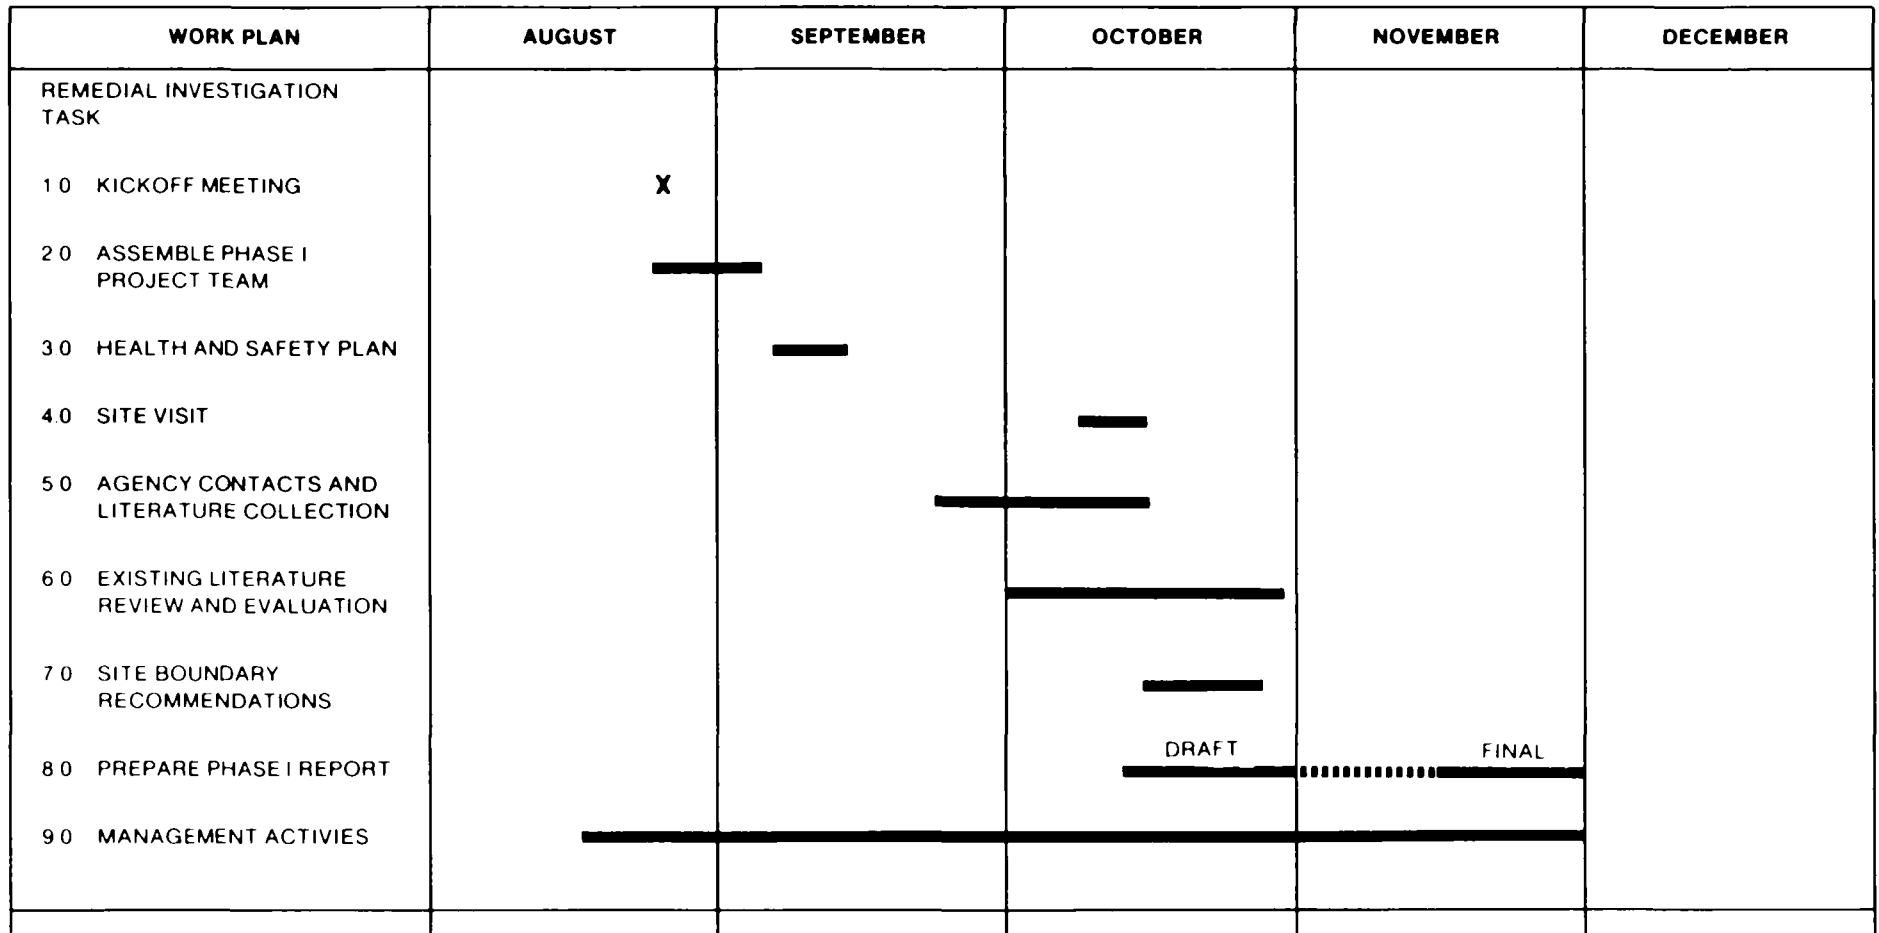 WORK PLAN AUGUST SEPTEMBER OCTOBER NOVEMBER DECEMBER
REMEDIAL INVESTIGATION
TASK
1 0 KICKOFF MEETING X
2 0 ASSEMBLE PHASE I
PROJECT TEAM
3 0 HEALTH AND SAFETY PLAN
4.0 SITE VISIT
5 0 AGENCY CONTACTS AND
LITERATURE COLLECTION
6 0 EXISTING LITERATURE
REVIEW AND EVALUATION
7 0 SITE BOUNDARY
RECOMMENDATIONS
DRAFT FINAL
8 0 PREPARE PHASE I REPORT
9 0 MANAGEMENT ACTIVIES